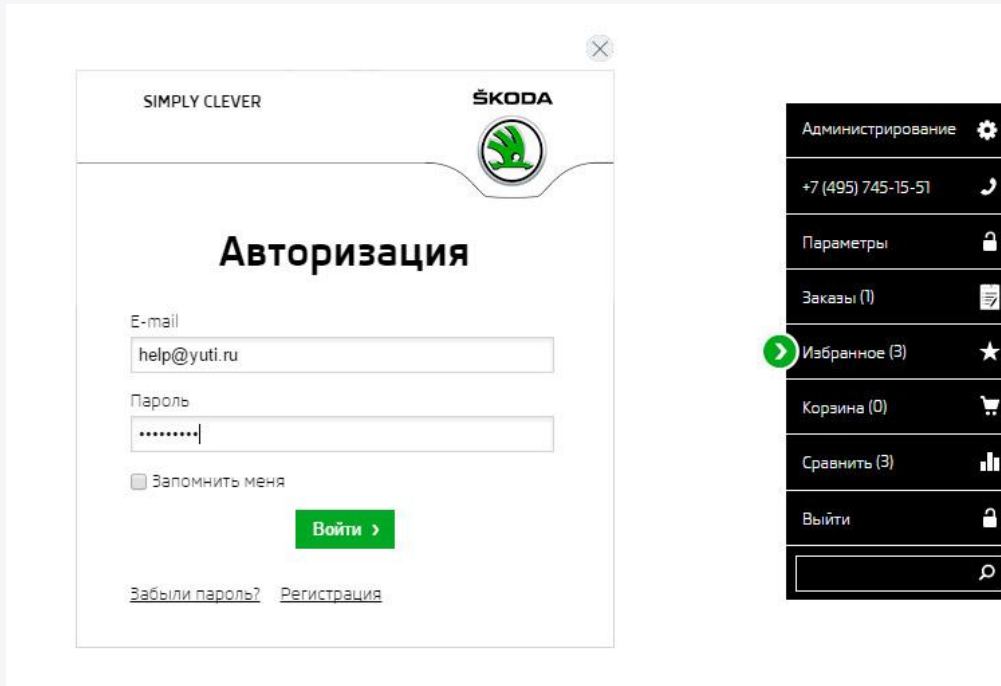 SIMPLY CLEVER
ŠKODA
Авторизация
E-mail
help@yuti.ru
Пароль
•••••••••
Запомнить меня
Войти ›
Забыли пароль? Регистрация
Администрирование
+7 (495) 745-15-51
Параметры
Заказы (1)
Избранное (3)
Корзина (0)
Сравнить (3)
Выйти